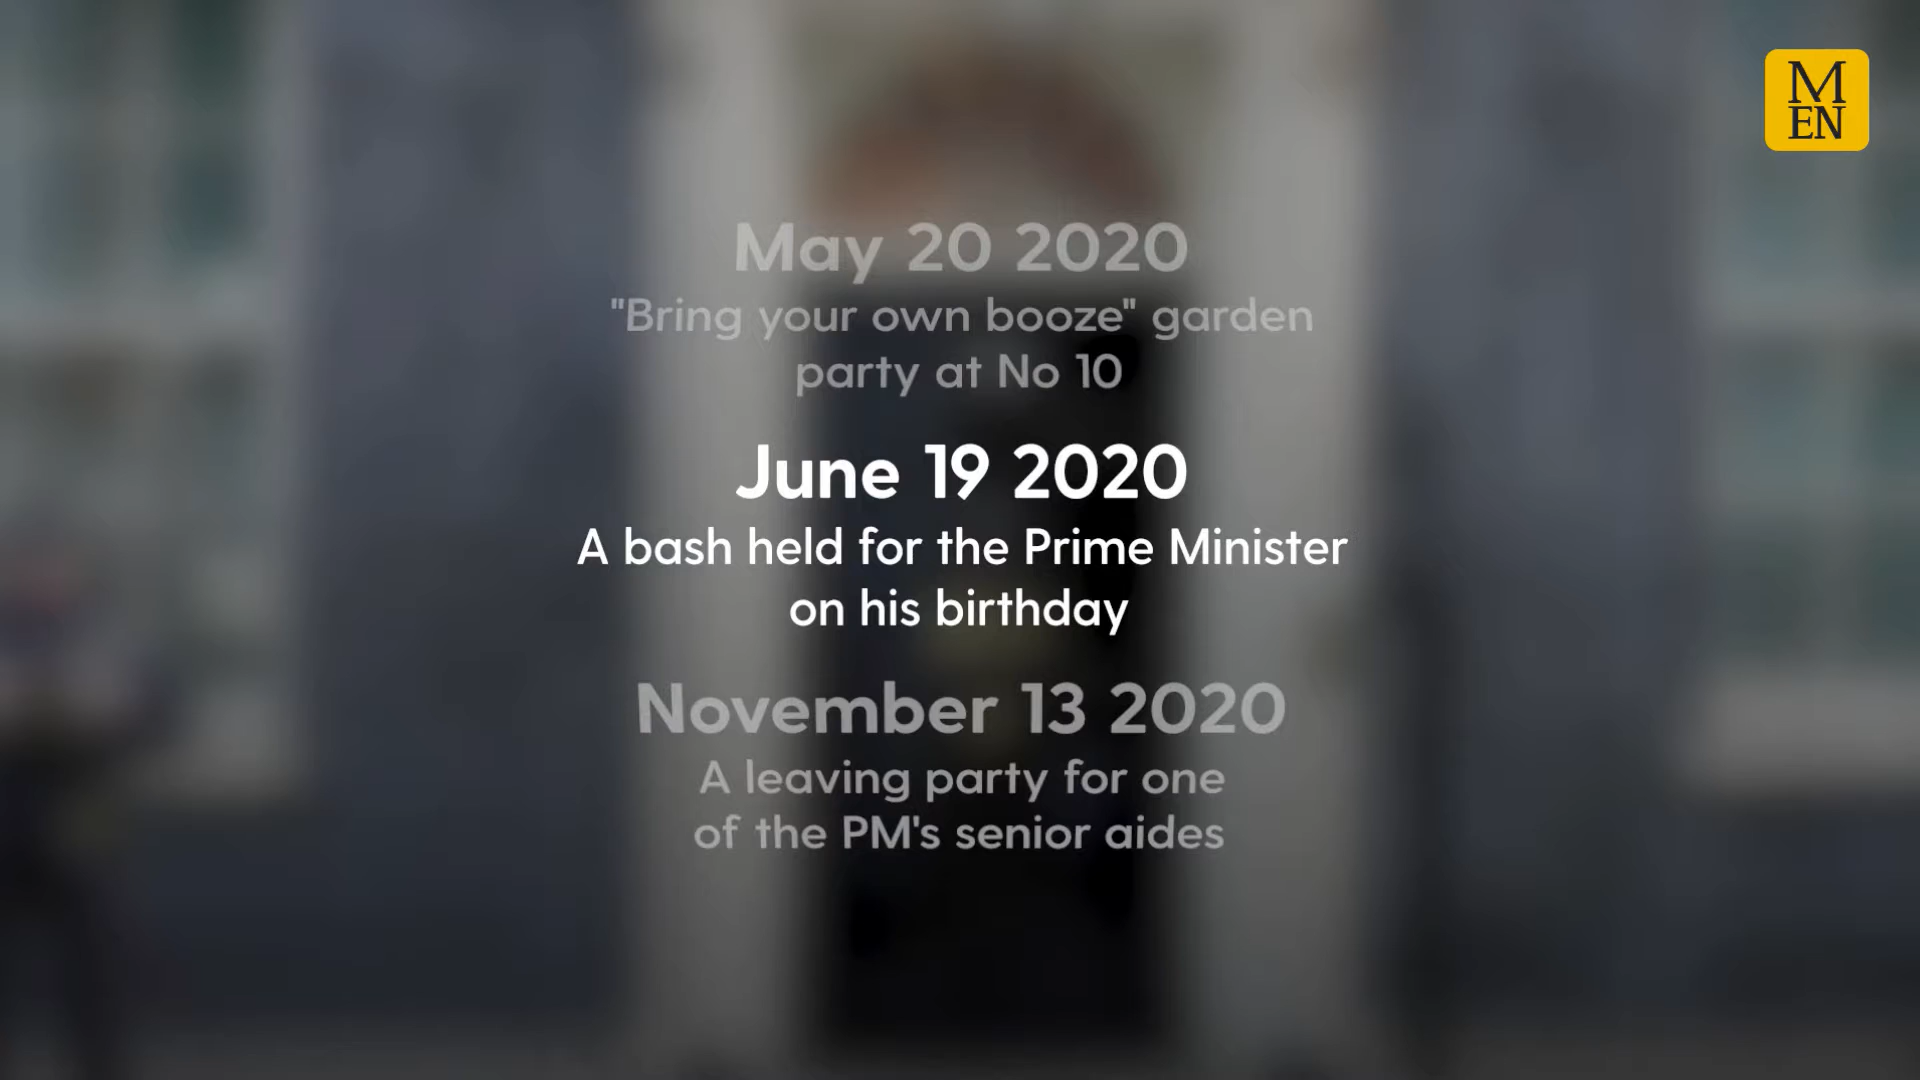 M
EN
May 20 2020
"Bring your own booze" garden
party at No 10
June 19 2020
A bash held for the Prime Minister
on his birthday
November 13 2020
A leaving party for one
of the PM's senior aides